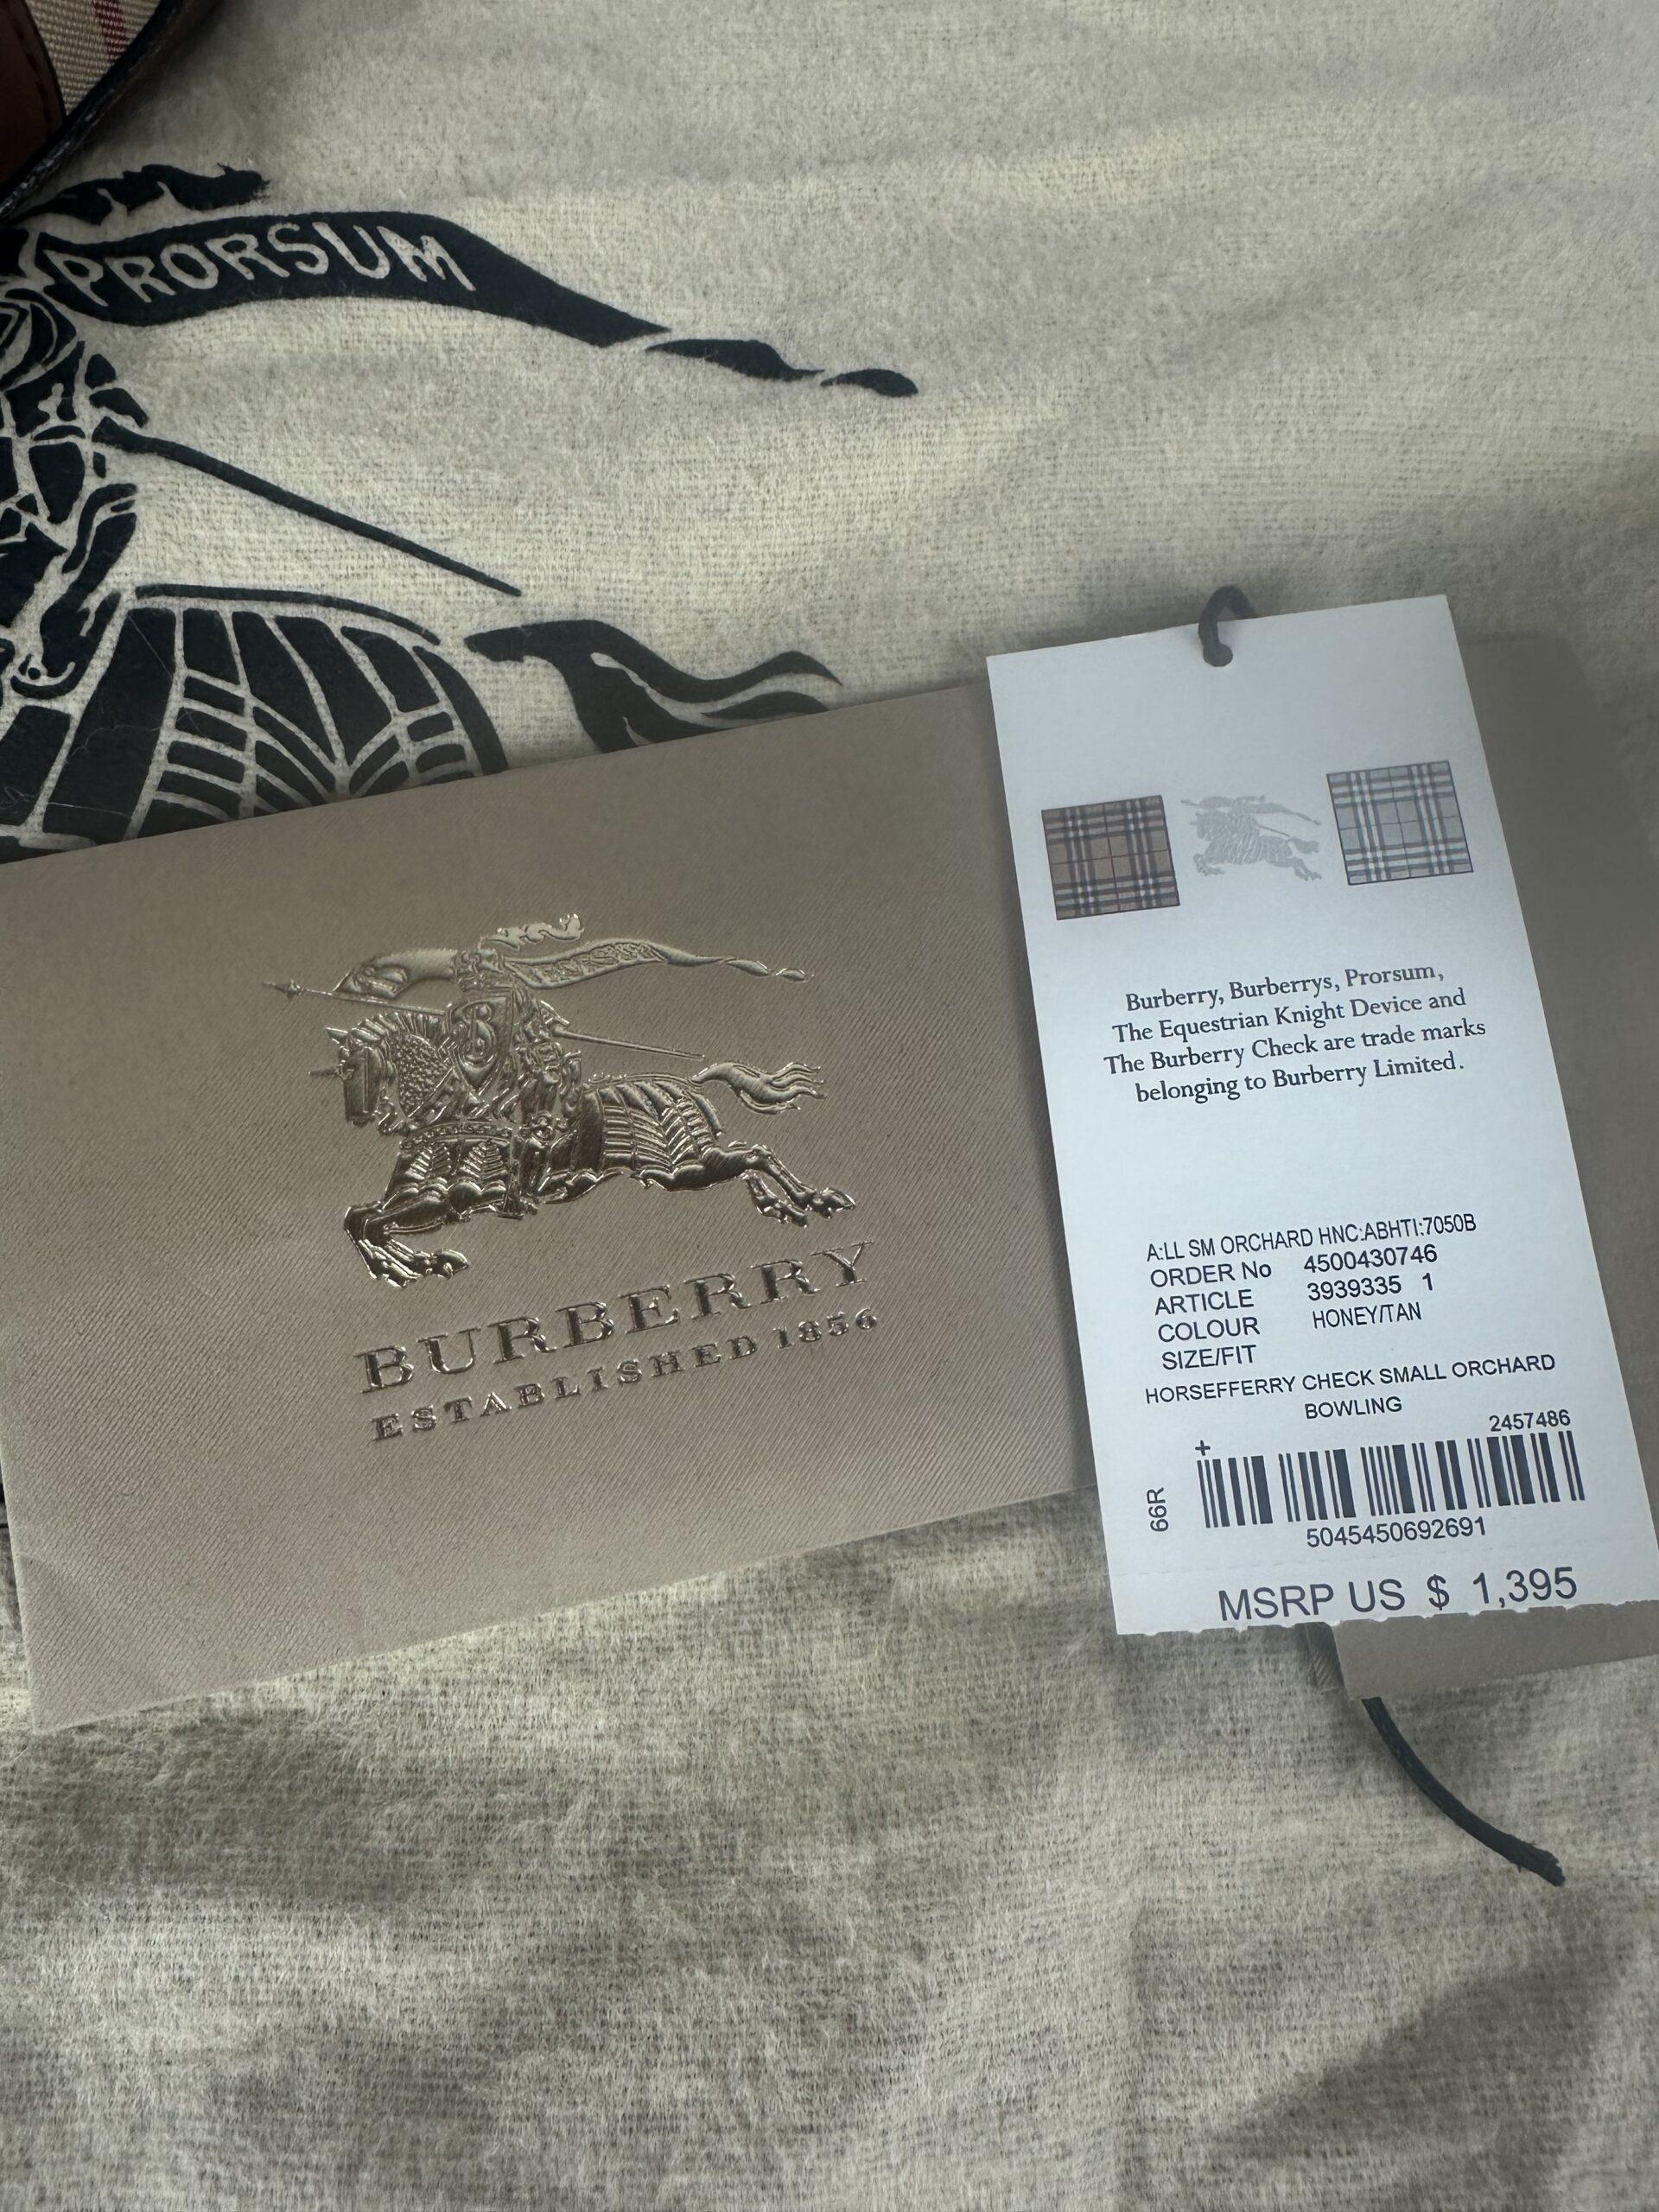 PRORSUM
PRORSUM
B
BURBERRY
ESTABLISHED 1856
Burberry, Burberrys, Prorsum,
The Equestrian Knight Device and
The Burberry Check are trade marks
belonging to Burberry Limited.
A:LL SM ORCHARD HNC:ABHTI:7050B
ORDER No 4500430746
ARTICLE 3939335 1
COLOUR HONEY/TAN
SIZE/FIT
HORSEFFERRY CHECK SMALL ORCHARD
BOWLING
2457486
+
66R
5045450692691
MSRP US $ 1,395